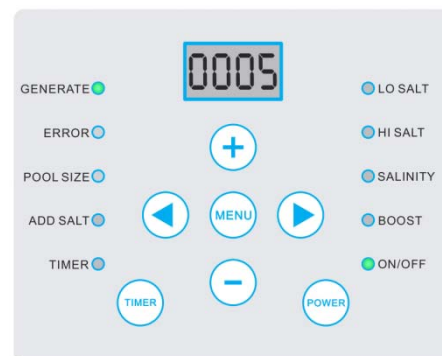 0005
GENERATE
LO SALT
ERROR
HI SALT
+
POOL SIZE
SALINITY
ADD SALT
MENU
BOOST
TIMER
ON/OFF
−
TIMER
POWER